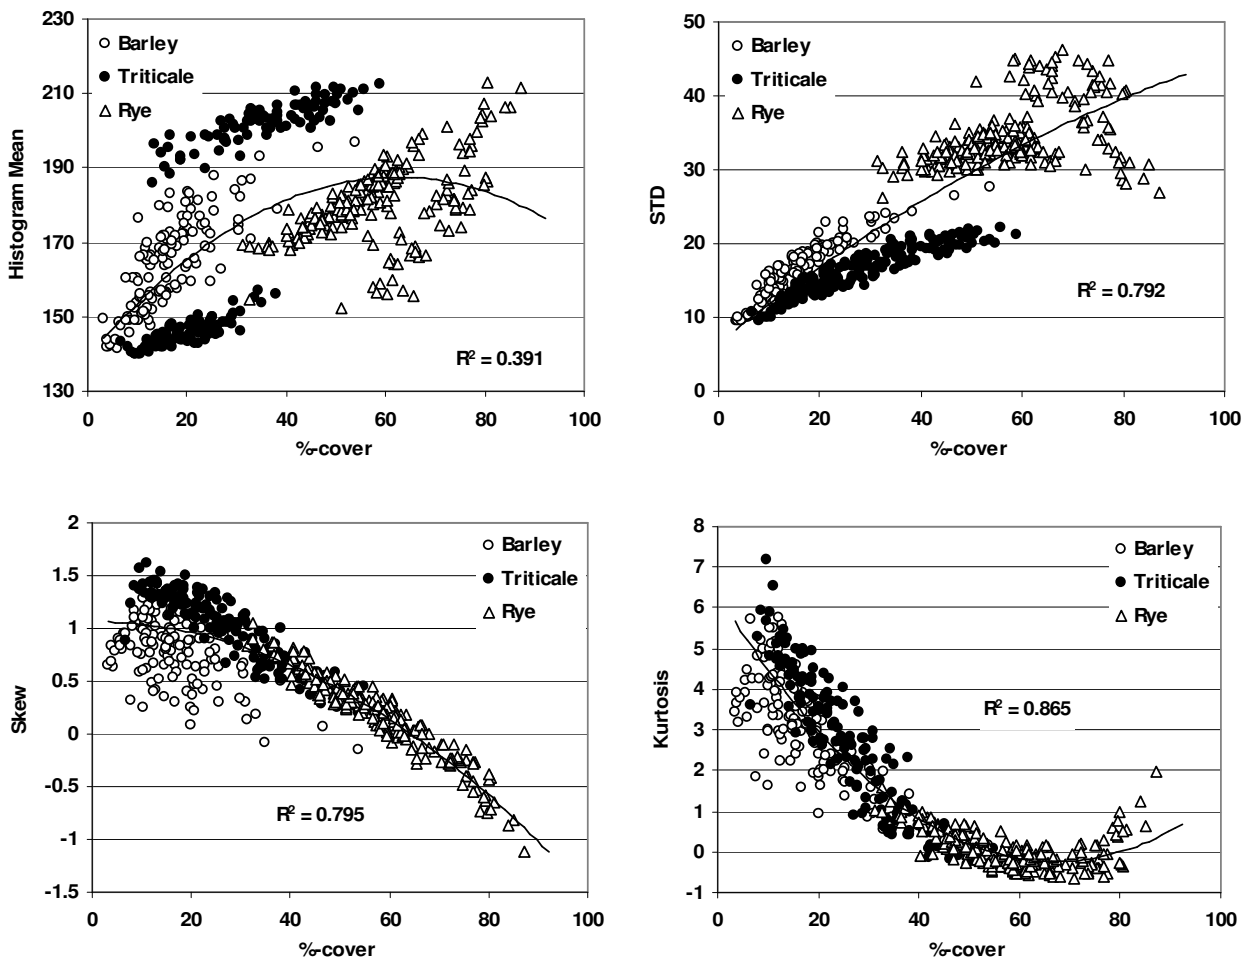 230
210
190
170
150
130
Histogram Mean
Barley
Triticale
Rye
R² = 0.391
0 20 40 60 80 100
%-cover
50
40
30
20
10
0
STD
Barley
Triticale
Rye
R² = 0.792
0 20 40 60 80 100
%-cover
2
1.5
1
0.5
0
-0.5
-1
-1.5
Skew
Barley
Triticale
Rye
R² = 0.795
0 20 40 60 80 100
%-cover
8
7
6
5
4
3
2
1
0
-1
Kurtosis
Barley
Triticale
Rye
R² = 0.865
0 20 40 60 80 100
%-cover